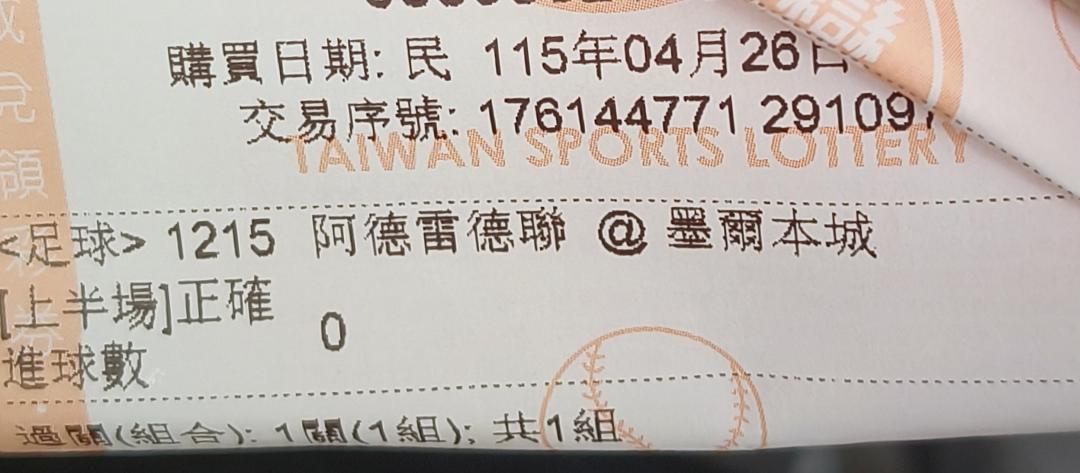 購買日期: 民 115年04月26日
交易序號: 176144771 291097
TAIWAN SPORTS LOTTERY
<足球> 1215 阿德雷德聯 @ 墨爾本城
[上半場]正確
進球數 0
過關(組合): 1關(1組); 共1組